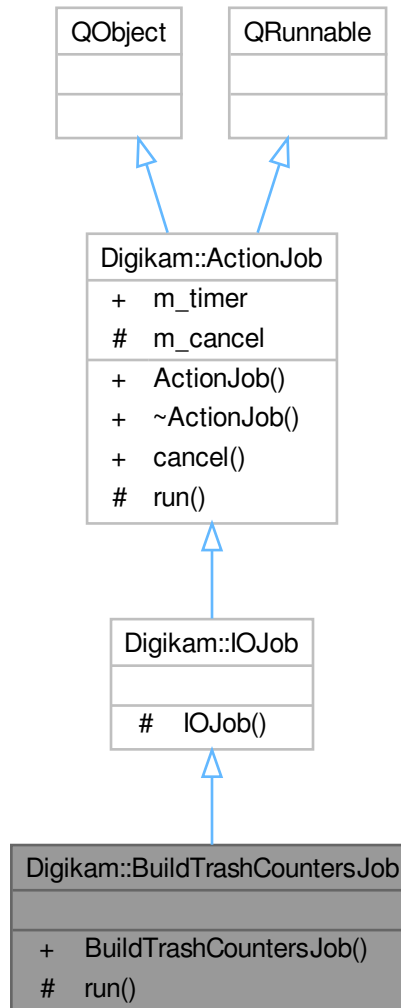 QObject
QRunnable
Digikam::ActionJob
+ m_timer
# m_cancel
+ ActionJob()
+ ~ActionJob()
+ cancel()
# run()
Digikam::IOJob
# IOJob()
Digikam::BuildTrashCountersJob
+ BuildTrashCountersJob()
# run()